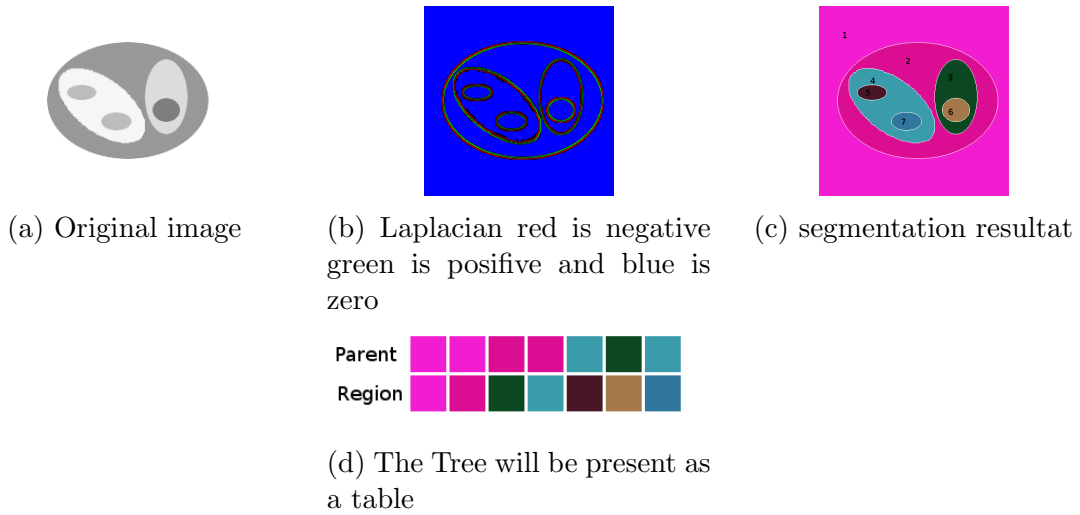 1
2
3
4
5
6
7
(a) Original image
(b) Laplacian red is negative
green is posifive and blue is
zero
(c) segmentation resultat
Parent
Region
(d) The Tree will be present as
a table